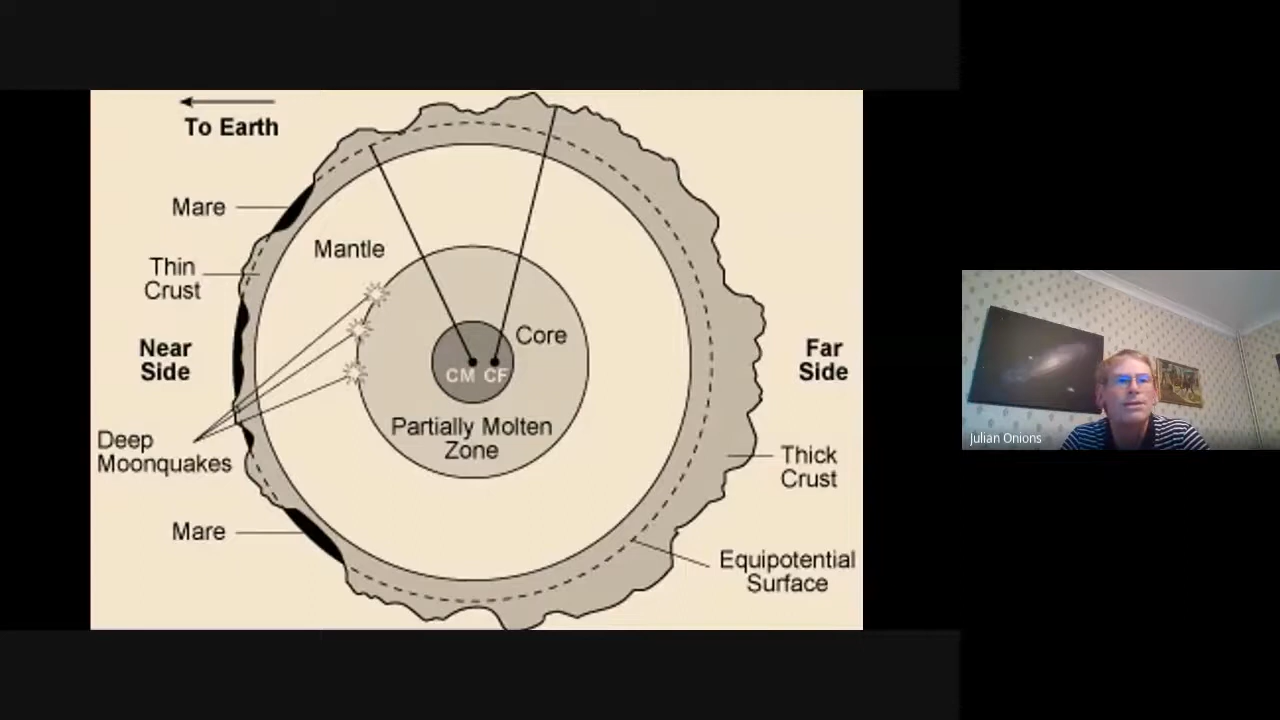 To Earth
Mare
Mantle
Thin
Crust
Near
Side
Core
Far
Side
CM CF
Partially Molten
Zone
Deep
Moonquakes
Thick
Crust
Mare
Equipotential
Surface
Julian Onions